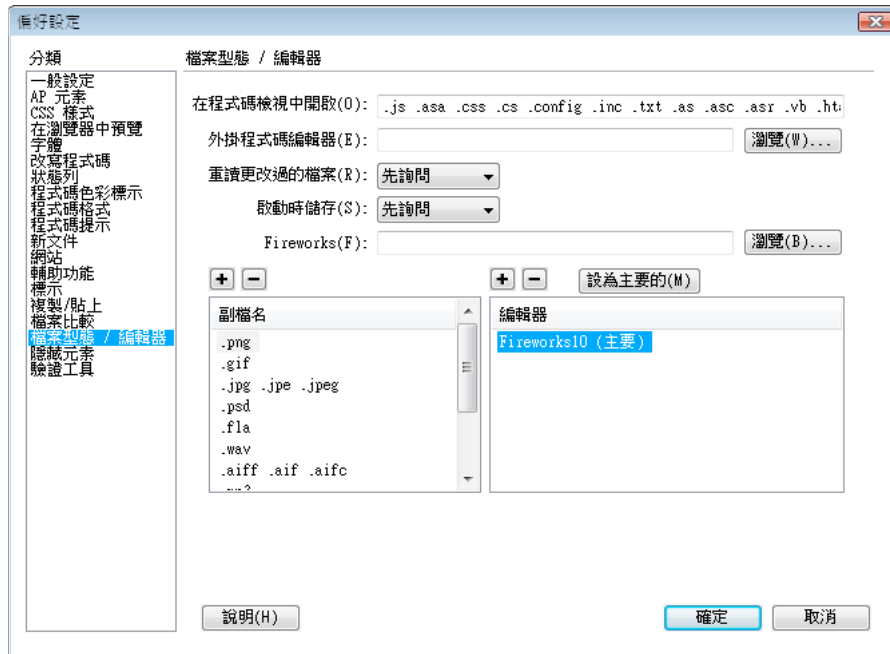 偏好設定
分類
一般設定
AP 元素
CSS 樣式
在瀏覽器中預覽
字體
改寫程式碼
狀態列
程式碼色彩標示
程式碼格式
程式碼提示
新文件
網站
輔助功能
標示
複製/貼上
檔案比較
檔案型態 / 編輯器
隱藏元素
驗證工具
檔案型態 / 編輯器
在程式碼檢視中開啟(O): .js .asa .css .cs .config .inc .txt .as .asc .asr .vb
外掛程式碼編輯器(E): 瀏覽(W)...
重讀更改過的檔案(R): 先詢問
啟動時儲存(S): 先詢問
Fireworks(F): 瀏覽(B)...
設為主要的(M)
副檔名
.png
.gif
.jpg .jpe .jpeg
.psd
.fla
.wav
.aiff .aif .aifc
編輯器
Fireworks10 (主要)
說明(H) 確定 取消